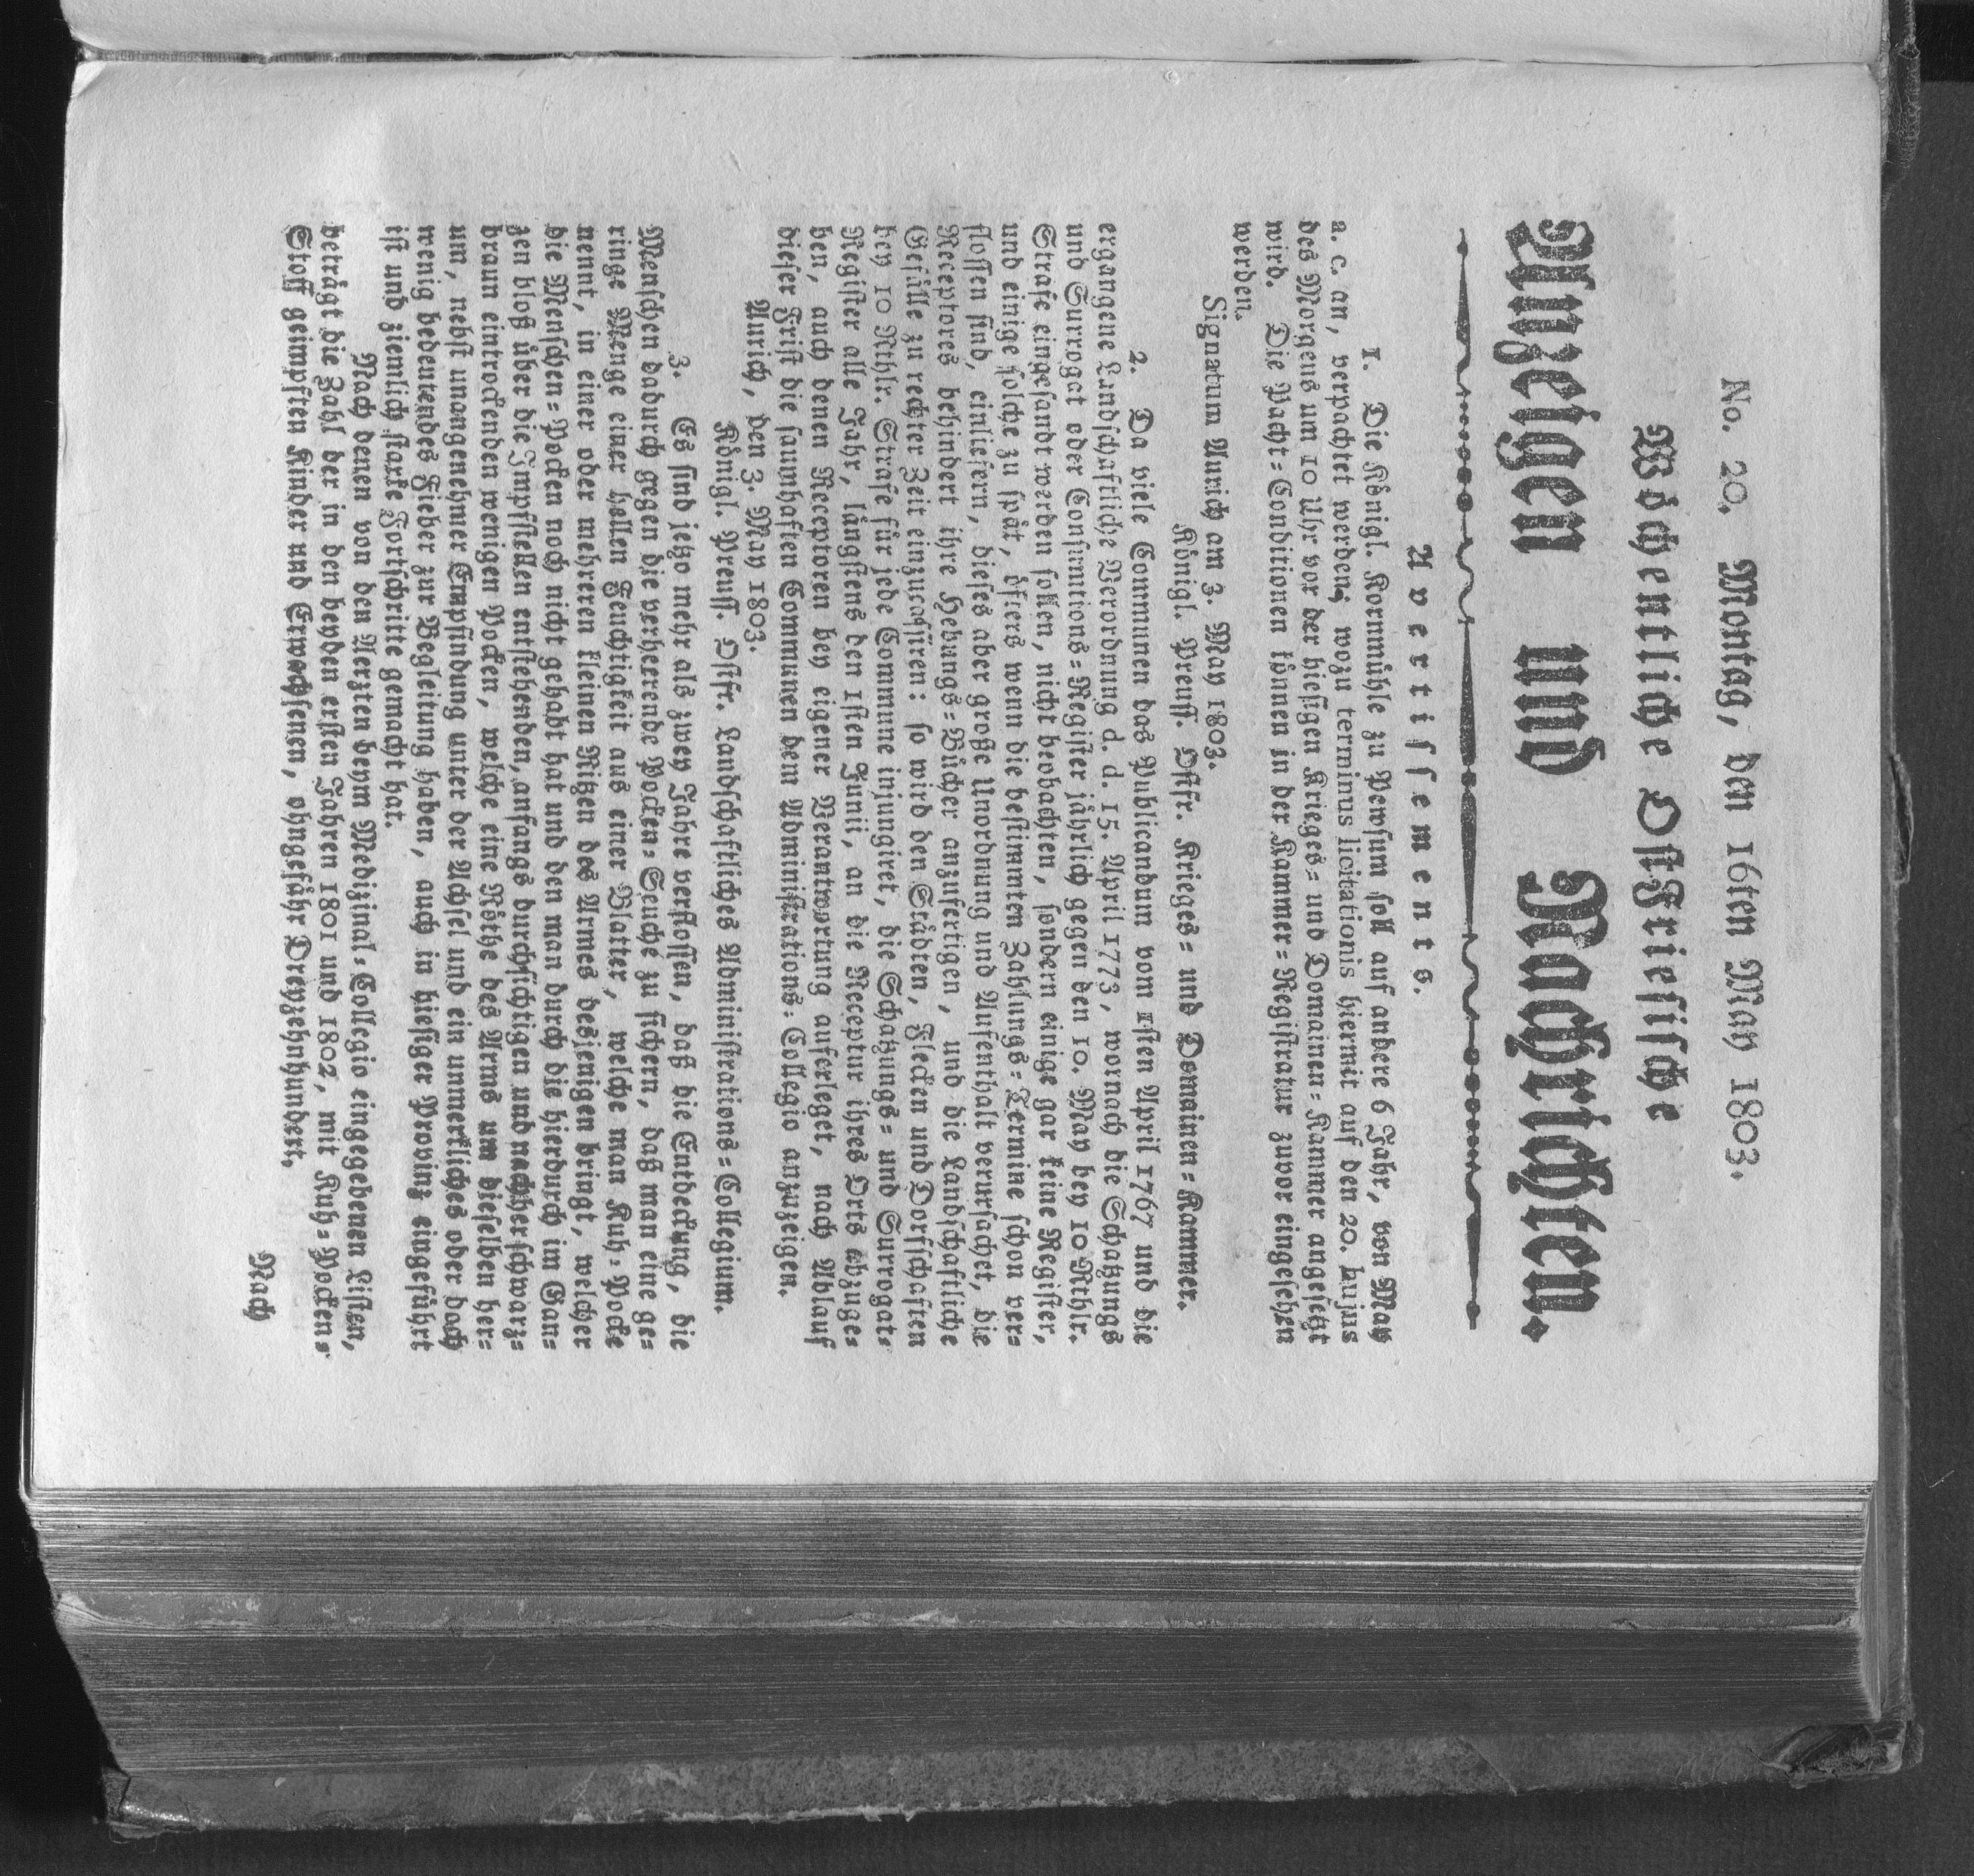 No. 20. Montag, den 16ten May 1803.
Wöchentliche Ostfriesische
Anzeigen und Nachrichten.
Avertissements.
1. Die Königl. Kornmühle zu Pewsum soll auf andere 6 Jahr, von May
a. c. an, verpachtet werden; wozu terminus licitationis hiermit auf den 20. hujus
des Morgens um 10 Uhr vor der hiesigen Krieges= und Domainen=Kammer angesetzt
wird. Die Pacht=Conditionen können in der Kammer=Registratur zuvor eingesehen
werden.
Signatum Aurich am 3. May 1803.
Königl. Preuss. Ostfr. Krieges= und Domainen=Kammer.
2. Da viele Communen das Publicandum vom 1sten April 1767 und die
ergangene Landschaftliche Verordnung d. d. 15. April 1773, wornach die Schatzungs
und Surrogat oder Consumtions=Register jährlich gegen den 10. May bey 10 Rthlr.
Strafe eingesandt werden sollen, nicht beobachten, sondern einige gar keine Register,
und einige solche zu spät, öfters wenn die bestimmten Zahlungs=Termine schon ver=
flossen sind, einliefern, dieses aber große Unordnung und Aufenthalt verursachet, die
Receptores behindert ihre Hebungs=Bücher anzufertigen, und die Landschaftliche
Gefälle zu rechter Zeit einzucassiren: so wird den Städten, Flecken und Dorfschaften
bey 10 Rthlr. Strafe für jede Commune injungiret, die Schatzungs= und Surrogat=
Register alle Jahr, längstens den 1sten Junii, an die Receptur ihres Orts abzuge=
ben, auch denen Receptoren bey eigener Verantwortung auferleget, nach Ablauf
dieser Frist die saumhaften Communen dem Administrations=Collegio anzuzeigen.
Aurich, den 3. May 1803.
Königl. Preuss. Ostfr. Landschaftliches Administrations=Collegium.
3. Es sind jetzo mehr als zwey Jahre verflossen, daß die Entdeckung, die
Menschen dadurch gegen die verheerende Pocken=Seuche zu sichern, daß man eine ge=
ringe Menge einer hellen Feuchtigkeit aus einer Blatter, welche man Kuh=Pocke
nennt, in einer oder mehreren kleinen Ritzen des Armes desjenigen bringt, welcher
die Menschen=Pocken noch nicht gehabt hat und den man durch die hierdurch im Gan=
zen bloß über die Impfstellen entstehenden, anfangs durchsichtigen und nachher schwarz=
braun eintrocknenden wenigen Pocken, welche eine Röthe des Arms um dieselben her=
um, nebst unangenehmer Empfindung unter der Achsel und ein unmerkliches oder doch
wenig bedeutendes Fieber zur Begleitung haben, auch in hiesiger Provinz eingeführt
ist und ziemlich starke Fortschritte gemacht hat.
Nach denen von den Aerzten beym Medizinal=Collegio eingegebenen Listen,
beträgt die Zahl der in den beyden ersten Jahren 1801 und 1802, mit Kuh=Pocken=
Stoff geimpften Kinder und Erwachsenen, ohngefähr Dreyzehnhundert.
Nach